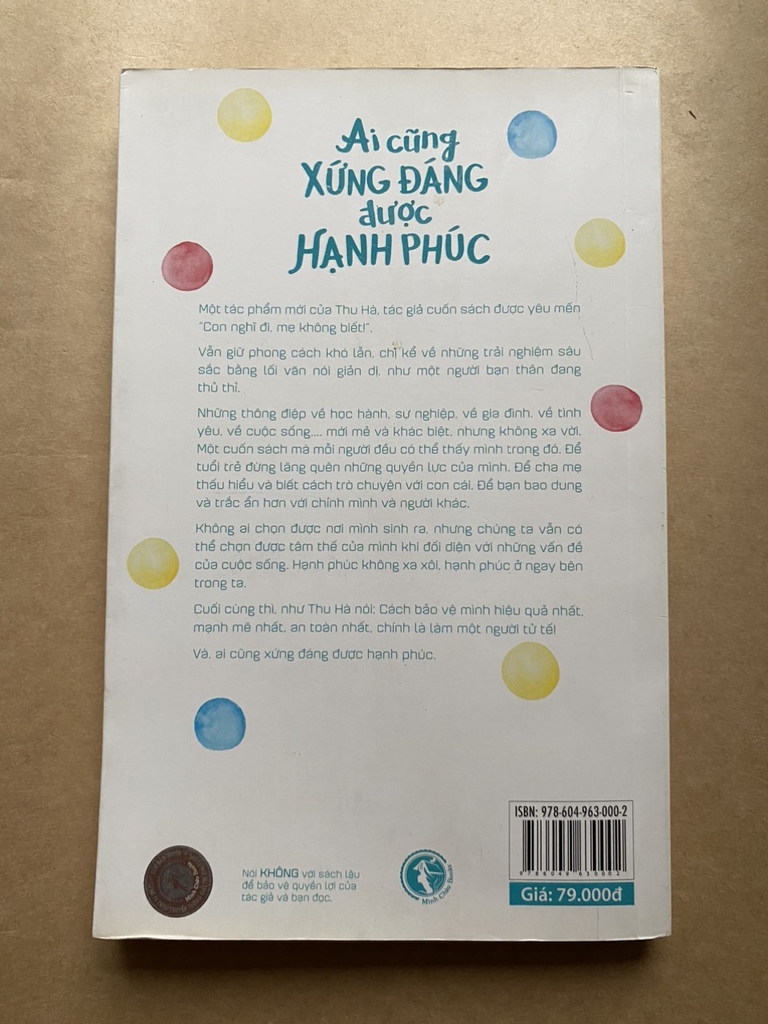 Ai cũng
XỨNG ĐÁNG
được
HẠNH PHÚC
Một tác phẩm mới của Thu Hà, tác giả cuốn sách được yêu mến
"Con nghĩ đi, mẹ không biết!".
Vẫn giữ phong cách khó lẫn, chỉ kể về những trải nghiệm sâu
sắc bằng lối văn nói giản dị, như một người bạn thân đang
thủ thỉ.
Những thông điệp về học hành, sự nghiệp, về gia đình, về tình
yêu, về cuộc sống.... mới mẻ và khác biệt, nhưng không xa vời.
Một cuốn sách mà mỗi người đều có thể thấy mình trong đó. Để
tuổi trẻ đừng lãng quên những quyền lực của mình. Để cha mẹ
thấu hiểu và biết cách trò chuyện với con cái. Để bạn bao dung
và trắc ẩn hơn với chính mình và người khác.
Không ai chọn được nơi mình sinh ra, nhưng chúng ta vẫn có
thể chọn được tâm thế của mình khi đối diện với những vấn đề
của cuộc sống. Hạnh phúc không xa xôi, hạnh phúc ở ngay bên
trong ta.
Cuối cùng thì, như Thu Hà nói: Cách bảo vệ mình hiệu quả nhất,
mạnh mẽ nhất, an toàn nhất, chính là làm một người tử tế!
Và, ai cũng xứng đáng được hạnh phúc.
ISBN: 978-604-963-000-2
9 786049 630002
Giá: 79.000đ
Nói KHÔNG với sách lậu
để bảo vệ quyền lợi của
tác giả và bạn đọc.
Minh Châu Books